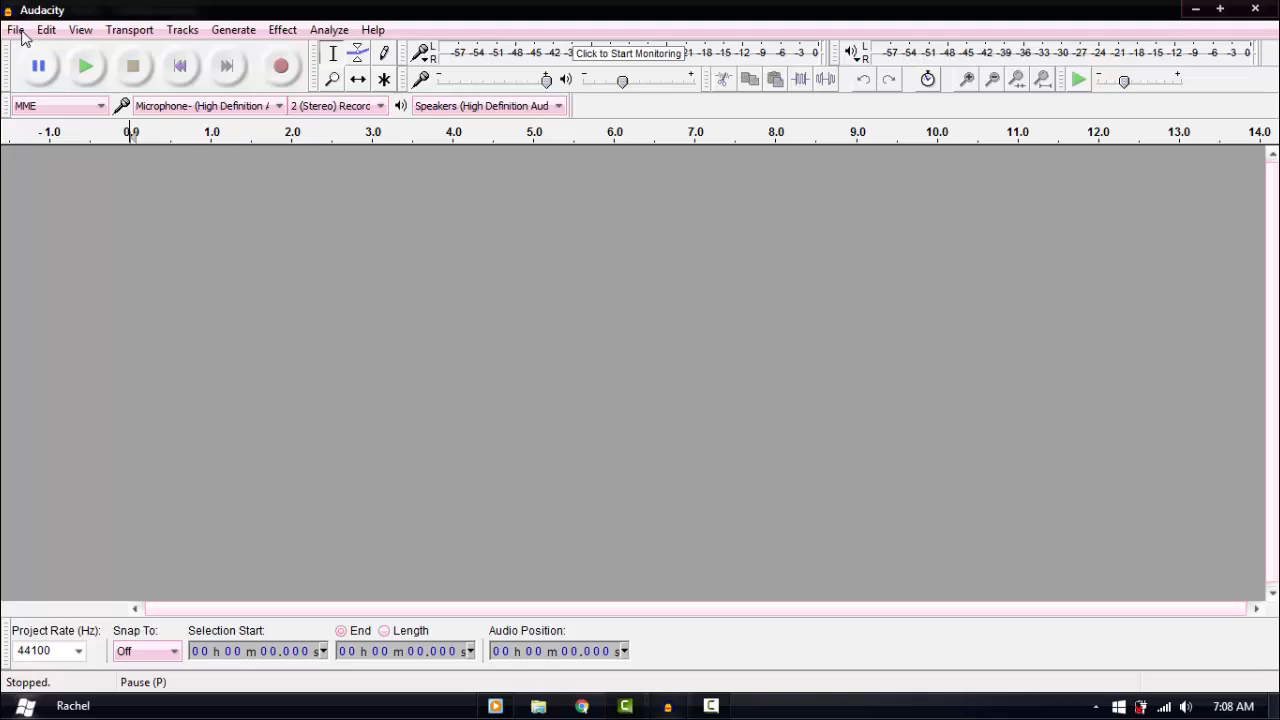 Audacity
File Edit View Transport Tracks Generate Effect Analyze Help
L R -57 -54 -51 -48 -45 -42 -3 Click to Start Monitoring -18 -15 -12 -9 -6 -3 0
L R -57 -54 -51 -48 -45 -42 -39 -36 -33 -30 -27 -24 -21 -18 -15 -12 -9 -6 -3 0
- + - + - +
MME Microphone- (High Definition A 2 (Stereo) Recorc Speakers (High Definition Aud
- 1.0 0.0 1.0 2.0 3.0 4.0 5.0 6.0 7.0 8.0 9.0 10.0 11.0 12.0 13.0 14.0
Project Rate (Hz): Snap To: Selection Start: End Length Audio Position:
44100 Off 00 h 00 m 00.000 s 00 h 00 m 00.000 s 00 h 00 m 00.000 s
Stopped. Pause (P)
Rachel 7:08 AM